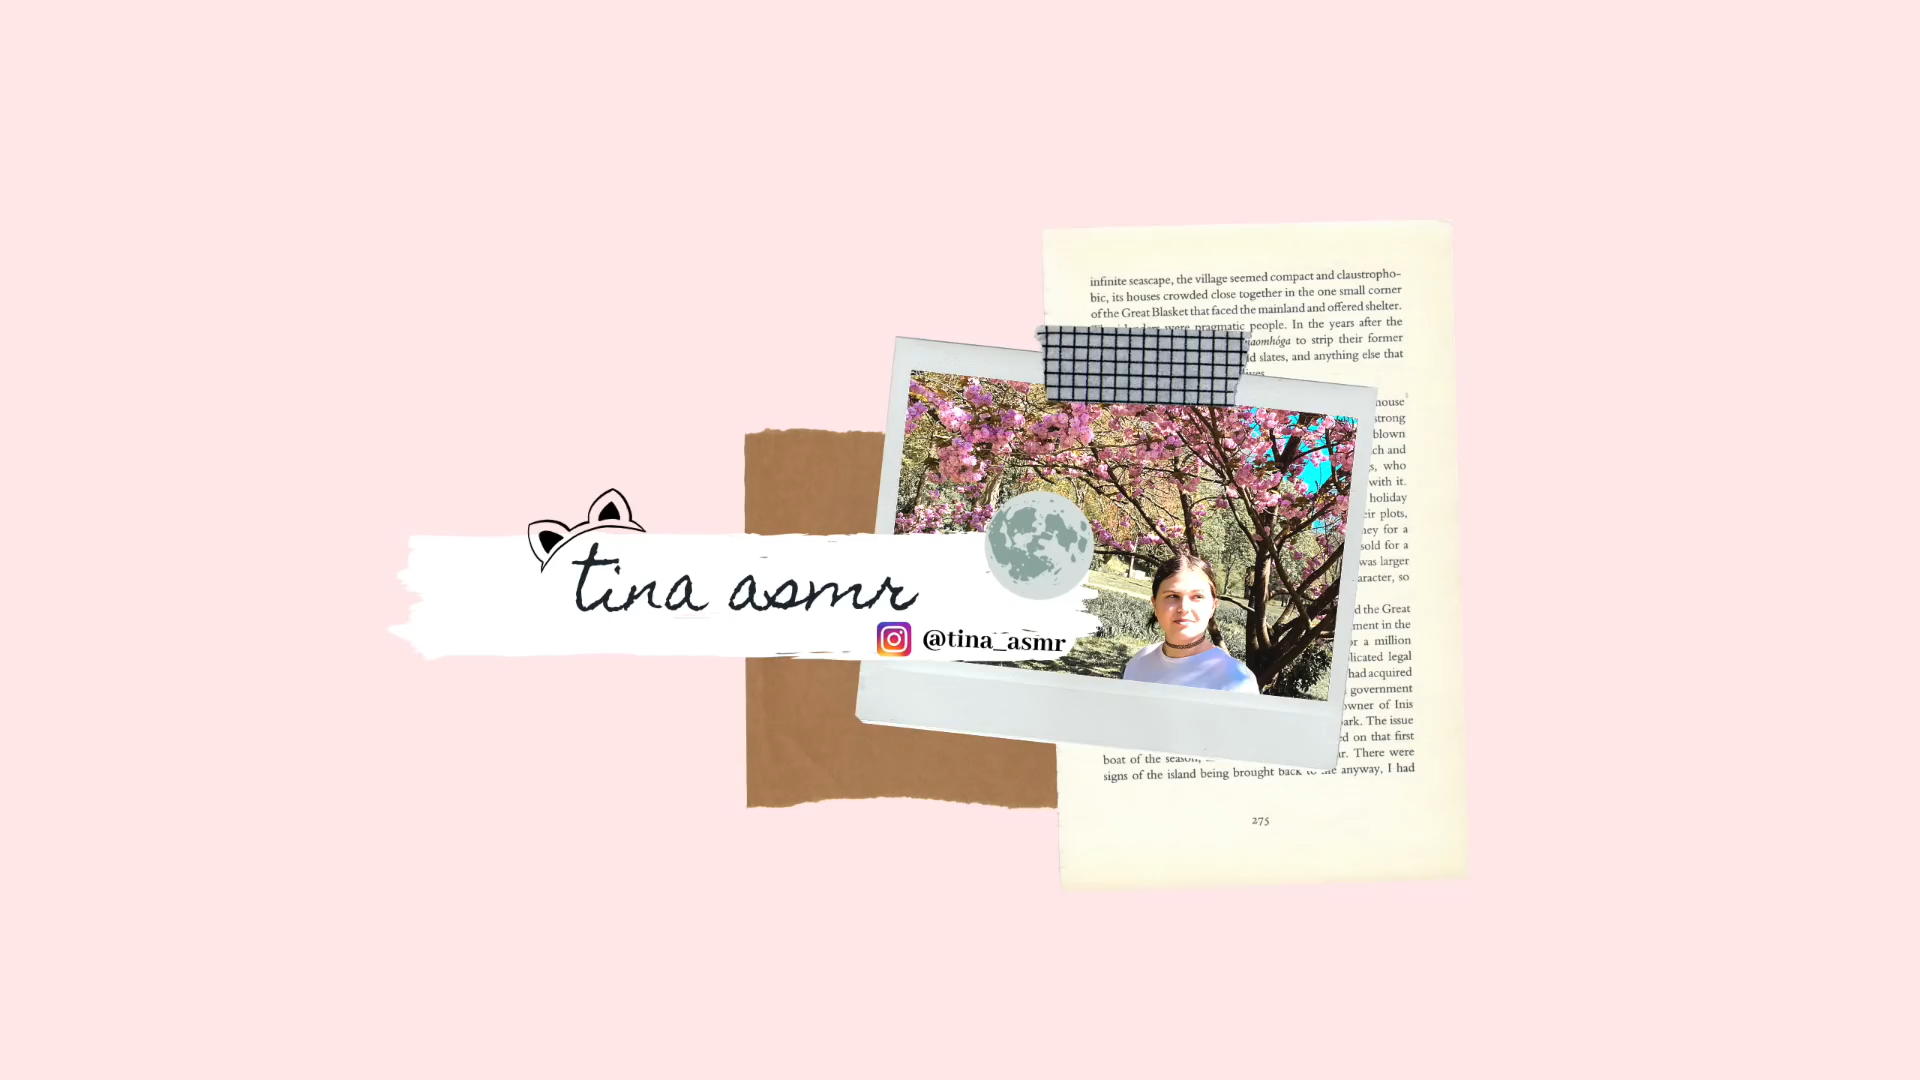 tina asmr
@tina_asmr
infinite seascape, the village seemed compact and claustropho-
bic, its houses crowded close together in the one small corner
of the Great Blasket that faced the mainland and offered shelter.
were pragmatic people. In the years after the
to strip their former
slates, and anything else that
house
strong
blown
and
who
with it.
holiday
plots,
for a
sold for a
was larger
so
the Great
in the
a million
legal
had acquired
government
owner of Inis
The issue
on that first
There were
boat of the season,
signs of the island being brought back to anyway, I had
275